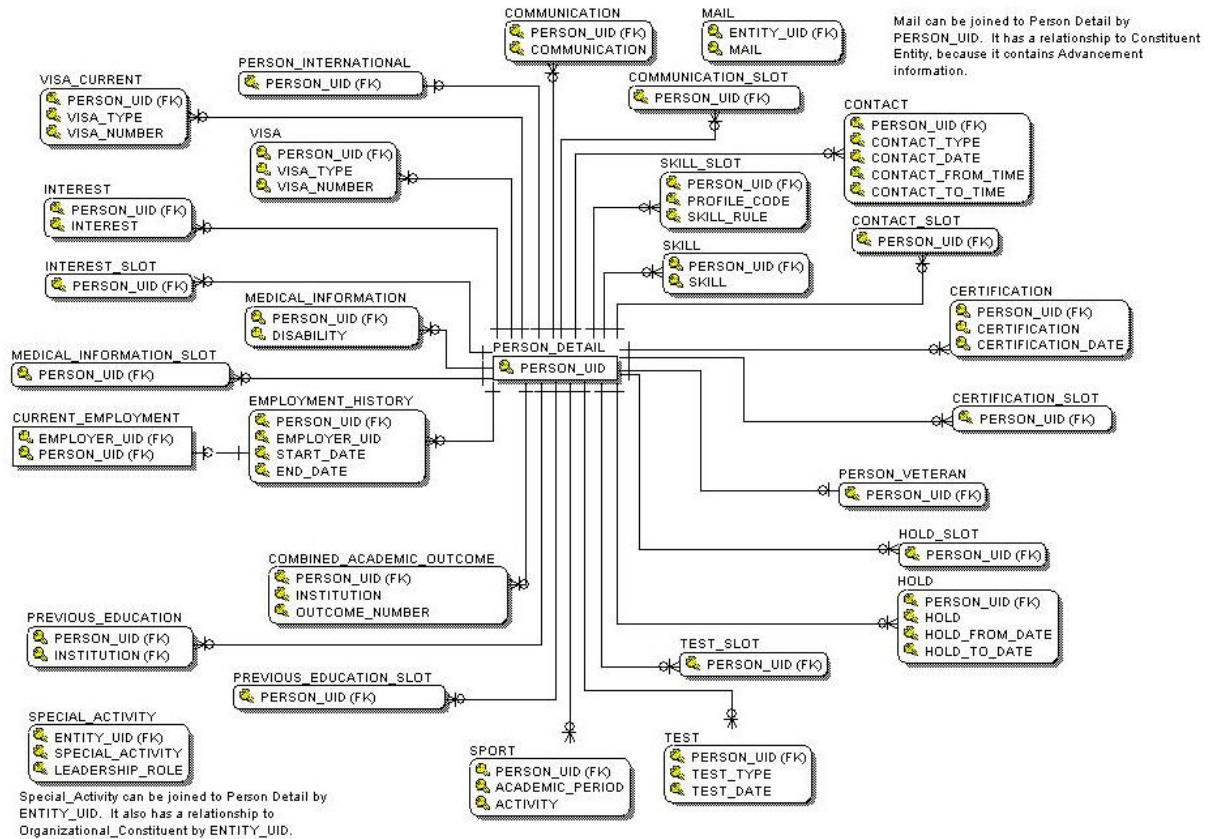 COMMUNICATION
PERSON_UID (FK)
COMMUNICATION
MAIL
ENTITY_UID (FK)
MAIL
Mail can be joined to Person Detail by
PERSON_UID. It has a relationship to Constituent
Entity, because it contains Advancement
information.
VISA_CURRENT
PERSON_UID (FK)
VISA_TYPE
VISA_NUMBER
PERSON_INTERNATIONAL
PERSON_UID (FK)
COMMUNICATION_SLOT
PERSON_UID (FK)
CONTACT
PERSON_UID (FK)
CONTACT_TYPE
CONTACT_DATE
CONTACT_FROM_TIME
CONTACT_TO_TIME
VISA
PERSON_UID (FK)
VISA_TYPE
VISA_NUMBER
SKILL_SLOT
PERSON_UID (FK)
PROFILE_CODE
SKILL_RULE
INTEREST
PERSON_UID (FK)
INTEREST
CONTACT_SLOT
PERSON_UID (FK)
SKILL
PERSON_UID (FK)
SKILL
INTEREST_SLOT
PERSON_UID (FK)
MEDICAL_INFORMATION
PERSON_UID (FK)
DISABILITY
CERTIFICATION
PERSON_UID (FK)
CERTIFICATION
CERTIFICATION_DATE
PERSON_DETAIL
PERSON_UID
MEDICAL_INFORMATION_SLOT
PERSON_UID (FK)
CURRENT_EMPLOYMENT
EMPLOYER_UID (FK)
PERSON_UID (FK)
EMPLOYMENT_HISTORY
PERSON_UID (FK)
EMPLOYER_UID
START_DATE
END_DATE
CERTIFICATION_SLOT
PERSON_UID (FK)
PERSON_VETERAN
PERSON_UID (FK)
HOLD_SLOT
PERSON_UID (FK)
COMBINED_ACADEMIC_OUTCOME
PERSON_UID (FK)
INSTITUTION
OUTCOME_NUMBER
HOLD
PERSON_UID (FK)
HOLD
HOLD_FROM_DATE
HOLD_TO_DATE
PREVIOUS_EDUCATION
PERSON_UID (FK)
INSTITUTION (FK)
TEST_SLOT
PERSON_UID (FK)
PREVIOUS_EDUCATION_SLOT
PERSON_UID (FK)
SPECIAL_ACTIVITY
ENTITY_UID (FK)
SPECIAL_ACTIVITY
LEADERSHIP_ROLE
SPORT
PERSON_UID (FK)
ACADEMIC_PERIOD
ACTIVITY
TEST
PERSON_UID (FK)
TEST_TYPE
TEST_DATE
Special_Activity can be joined to Person Detail by
ENTITY_UID. It also has a relationship to
Organizational_Constituent by ENTITY_UID.